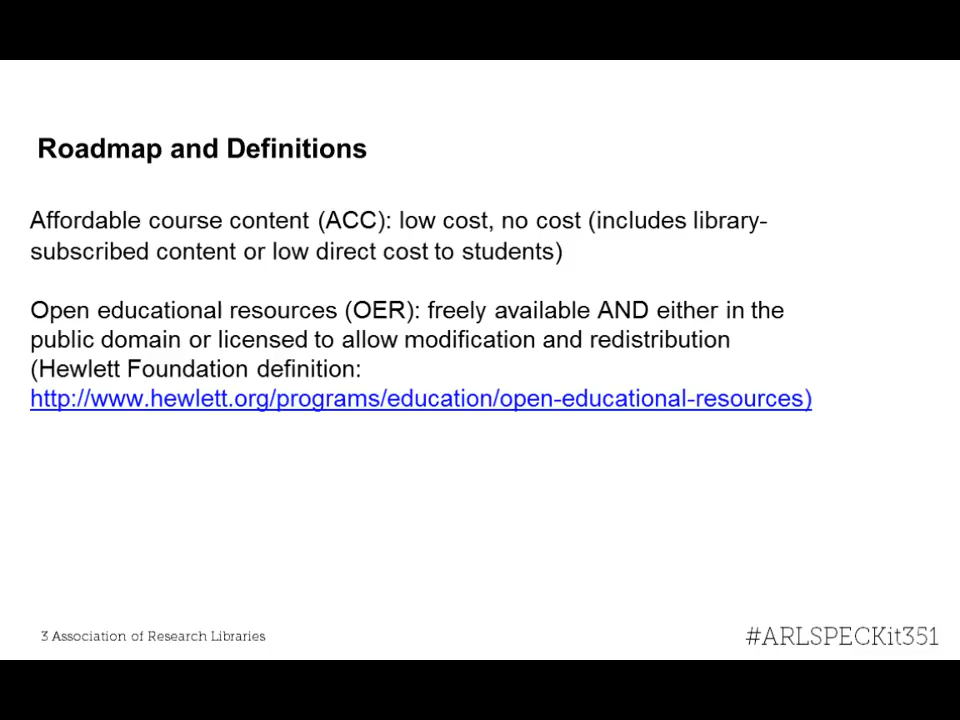 Roadmap and Definitions
Affordable course content (ACC): low cost, no cost (includes library-
subscribed content or low direct cost to students)
Open educational resources (OER): freely available AND either in the
public domain or licensed to allow modification and redistribution
(Hewlett Foundation definition:
http://www.hewlett.org/programs/education/open-educational-resources)
3 Association of Research Libraries
#ARLSPECKit351